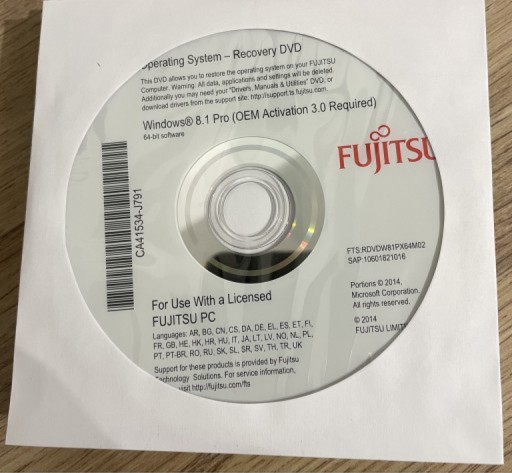 perating System – Recovery DVD
This DVD allows you to restore the operating system on your FUJITSU
Computer. Warning: All data, applications and settings will be deleted.
Additionally you may need your "Drivers, Manuals & Utilities" DVD, or
download drivers from the support site: http://support.ts.fujitsu.com.
Windows® 8.1 Pro (OEM Activation 3.0 Required)
64-bit software
FUJITSU
CA41534-J791
FTS:RDVDW81PX64M02
SAP:10601821016
Portions © 2014,
Microsoft Corporation.
All rights reserved.
© 2014
FUJITSU LIMIT
For Use With a Licensed
FUJITSU PC
Languages: AR, BG, CN, CS, DA, DE, EL, ES, ET, FI,
FR, GB, HE, HK, HR, HU, IT, JA, LT, LV, NO, NL, PL,
PT, PT-BR, RO, RU, SK, SL, SR, SV, TH, TR, UK
Support for these products is provided by Fujitsu
chnology Solutions. For service information,
visit http://fujitsu.com/fts